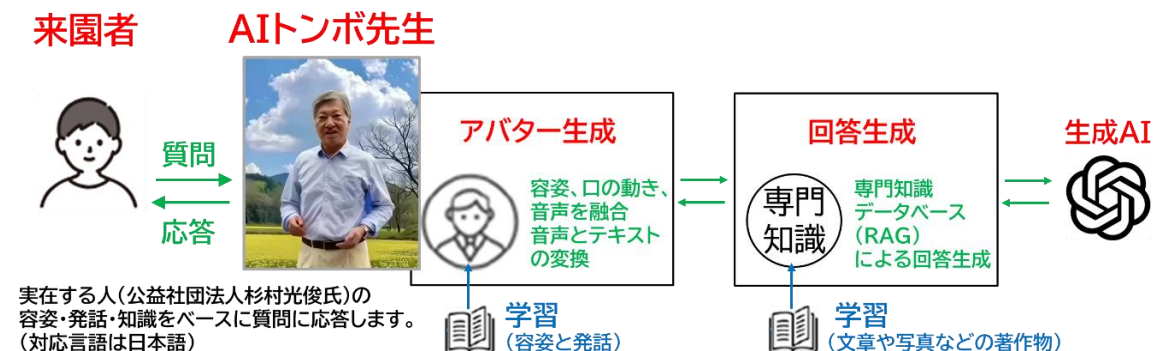 来園者
AIトンボ先生
質問
応答
アバター生成
容姿、口の動き、
音声を融合
音声とテキスト
の変換
回答生成
専門
知識
専門知識
データベース
(RAG)
による回答生成
生成AI
実在する人(公益社団法人杉村光俊氏)の
容姿・発話・知識をベースに質問に応答します。
(対応言語は日本語)
学習
(容姿と発話)
学習
(文章や写真などの著作物)